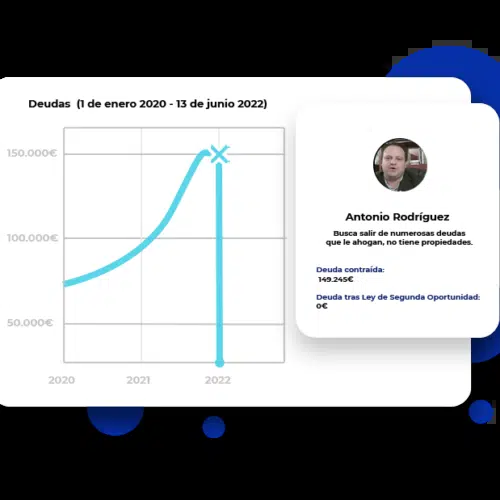 Deudas (1 de enero 2020 - 13 de junio 2022)
150.000€
100.000€
50.000€
2020 2021 2022
Antonio Rodríguez
Busca salir de numerosas deudas
que le ahogan, no tiene propiedades.
Deuda contraída:
149.245€
Deuda tras Ley de Segunda Oportunidad:
0€